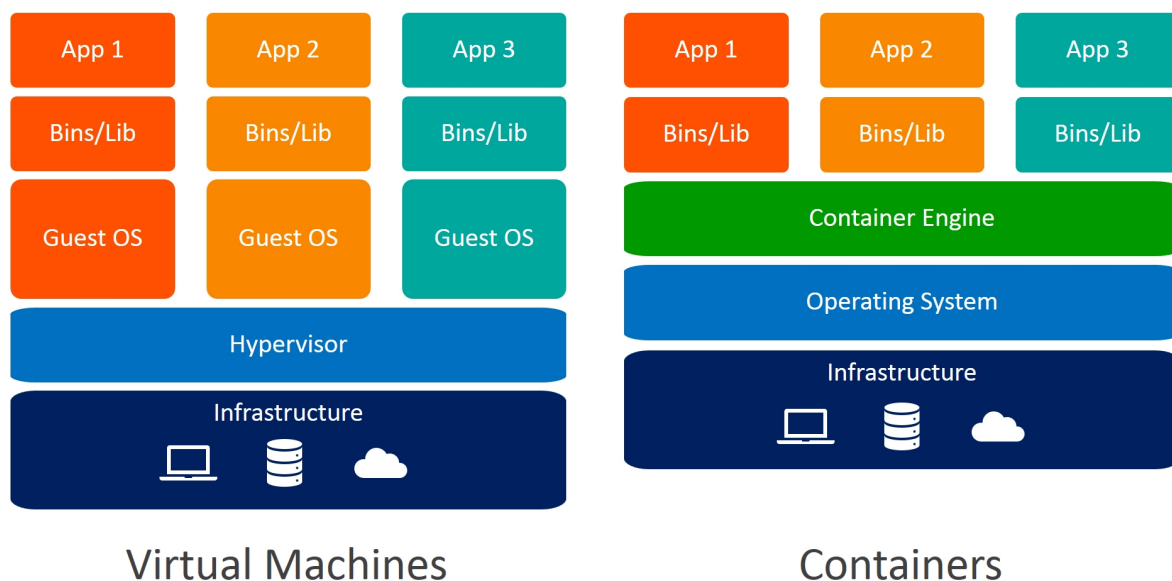 App 1
App 2
App 3
Bins/Lib
Bins/Lib
Bins/Lib
Guest OS
Guest OS
Guest OS
Hypervisor
Infrastructure
Virtual Machines
App 1
App 2
App 3
Bins/Lib
Bins/Lib
Bins/Lib
Container Engine
Operating System
Infrastructure
Containers